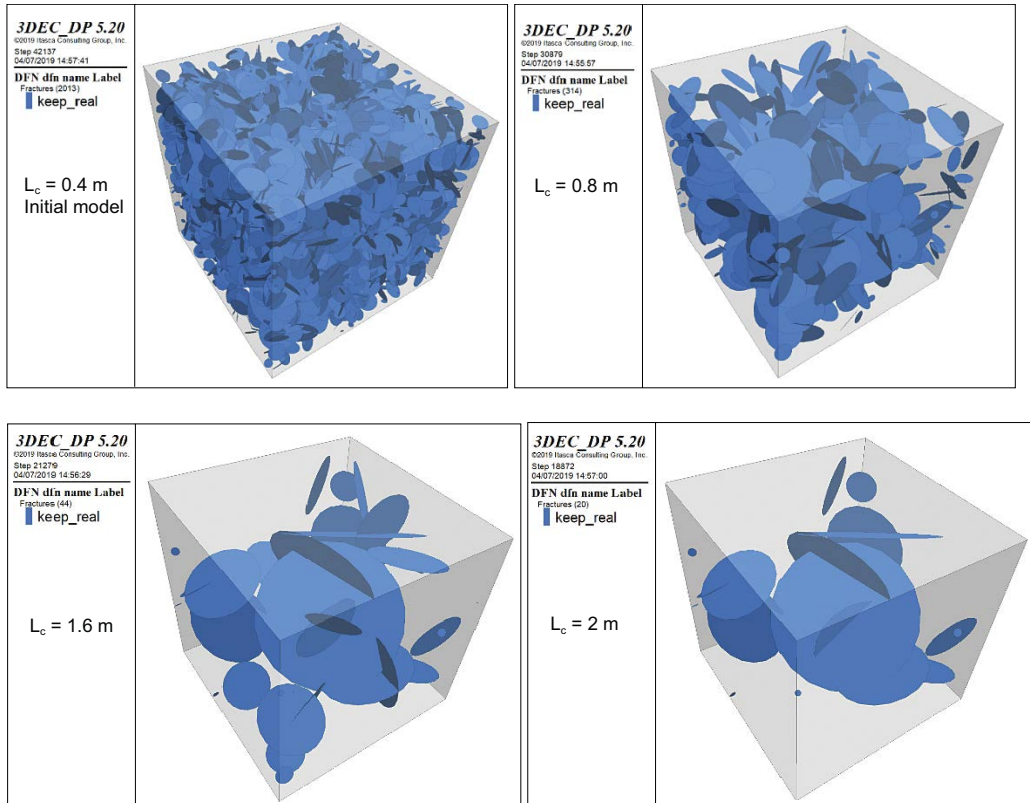 3DEC_DP 5.20
©2019 Itasca Consulting Group, Inc.
Step 42137
04/07/2019 14:57:41
DFN dfn name Label
Fractures (2013)
keep_real
L_c = 0.4 m
Initial model
3DEC_DP 5.20
©2019 Itasca Consulting Group, Inc.
Step 30879
04/07/2019 14:55:57
DFN dfn name Label
Fractures (314)
keep_real
L_c = 0.8 m
3DEC_DP 5.20
©2019 Itasca Consulting Group, Inc.
Step 21279
04/07/2019 14:56:29
DFN dfn name Label
Fractures (44)
keep_real
L_c = 1.6 m
3DEC_DP 5.20
©2019 Itasca Consulting Group, Inc.
Step 18872
04/07/2019 14:57:00
DFN dfn name Label
Fractures (20)
keep_real
L_c = 2 m